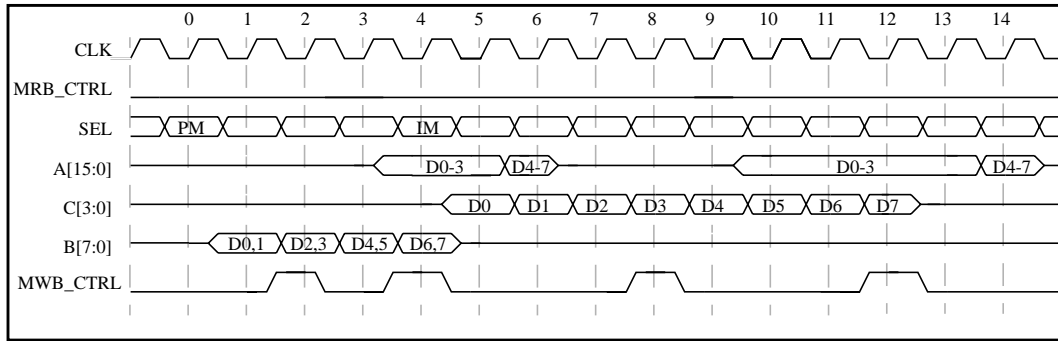 0 1 2 3 4 5 6 7 8 9 10 11 12 13 14
CLK
MRB_CTRL
SEL PM IM
A[15:0] D0-3 D4-7 D0-3 D4-7
C[3:0] D0 D1 D2 D3 D4 D5 D6 D7
B[7:0] D0,1 D2,3 D4,5 D6,7
MWB_CTRL